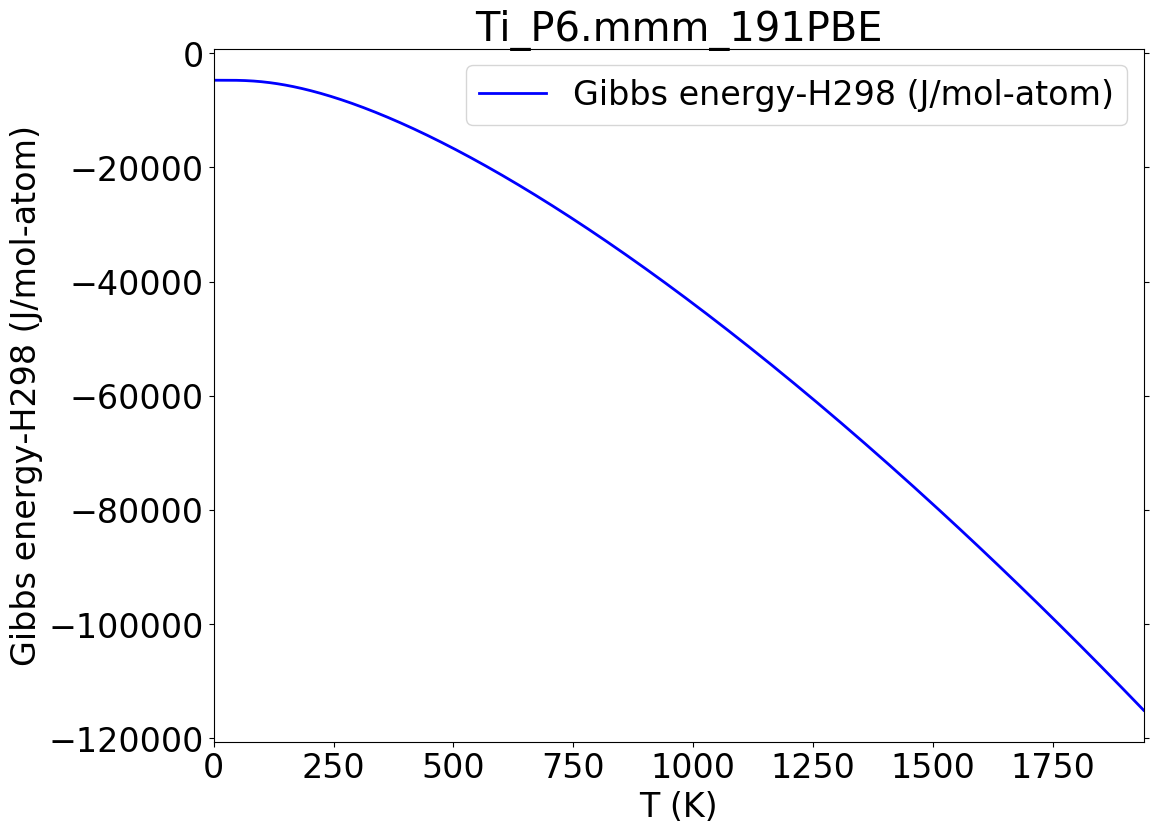 Ti_P6.mmm_191PBE
Gibbs energy-H298 (J/mol-atom)
Gibbs energy-H298 (J/mol-atom)
0
−20000
−40000
−60000
−80000
−100000
−120000
0 250 500 750 1000 1250 1500 1750
T (K)